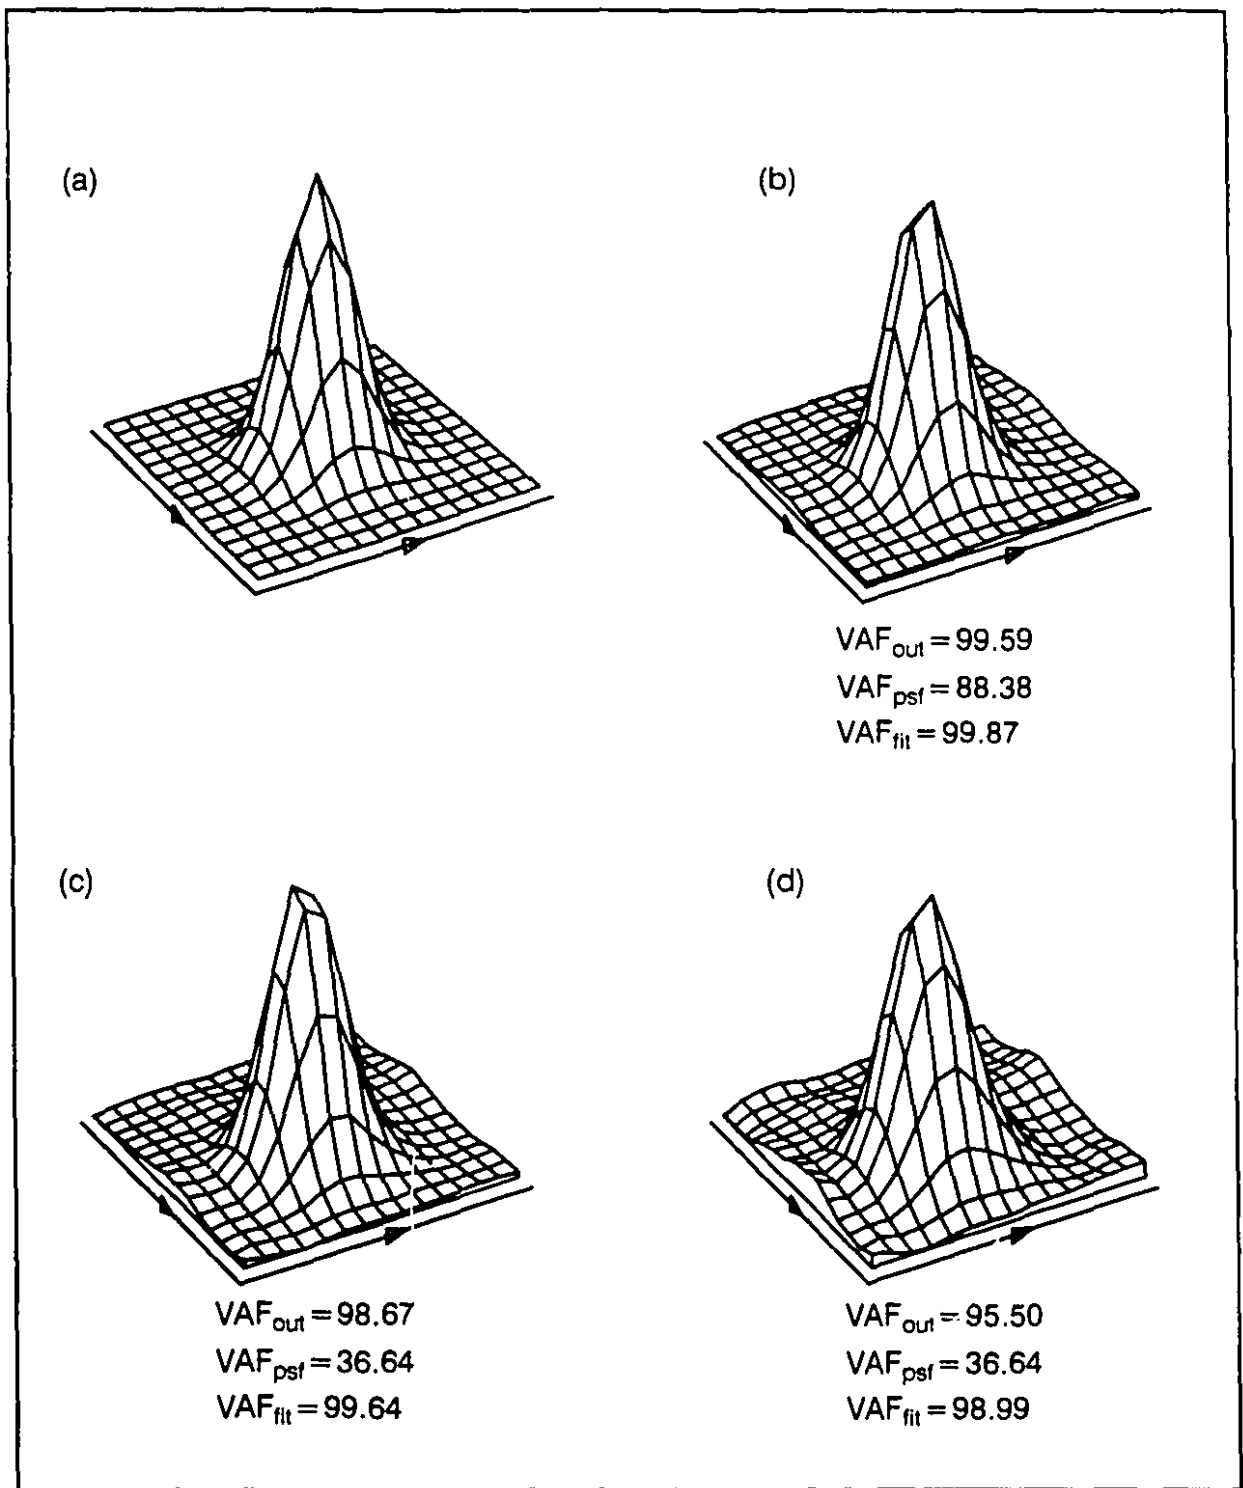 (a)
(b)
VAFout = 99.59
VAFpsf = 88.38
VAFfit = 99.87
(c)
(d)
VAFout = 98.67
VAFpsf = 36.64
VAFfit = 99.64
VAFout = 95.50
VAFpsf = 36.64
VAFfit = 98.99